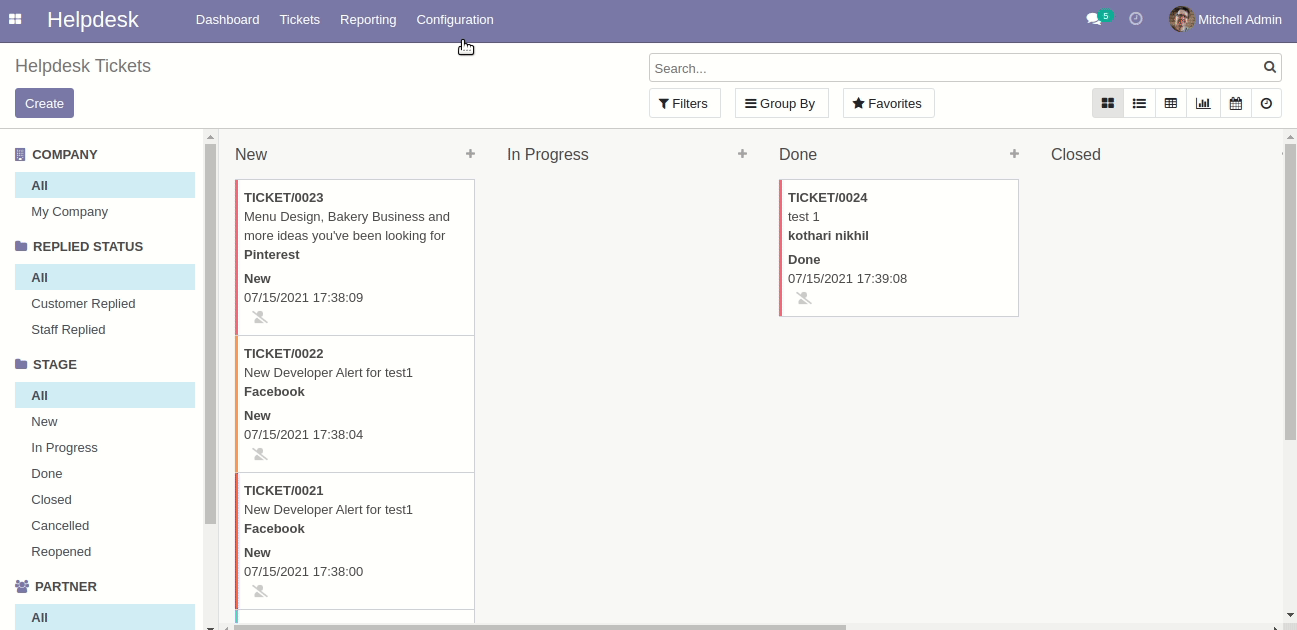 Helpdesk
Dashboard
Tickets
Reporting
Configuration
5
Mitchell Admin
Helpdesk Tickets
Search...
Create
Filters
Group By
Favorites
COMPANY
All
My Company
REPLIED STATUS
All
Customer Replied
Staff Replied
STAGE
All
New
In Progress
Done
Closed
Cancelled
Reopened
PARTNER
All
New
TICKET/0023
Menu Design, Bakery Business and
more ideas you've been looking for
Pinterest
New
07/15/2021 17:38:09
TICKET/0022
New Developer Alert for test1
Facebook
New
07/15/2021 17:38:04
TICKET/0021
New Developer Alert for test1
Facebook
New
07/15/2021 17:38:00
In Progress
Done
TICKET/0024
test 1
kothari nikhil
Done
07/15/2021 17:39:08
Closed